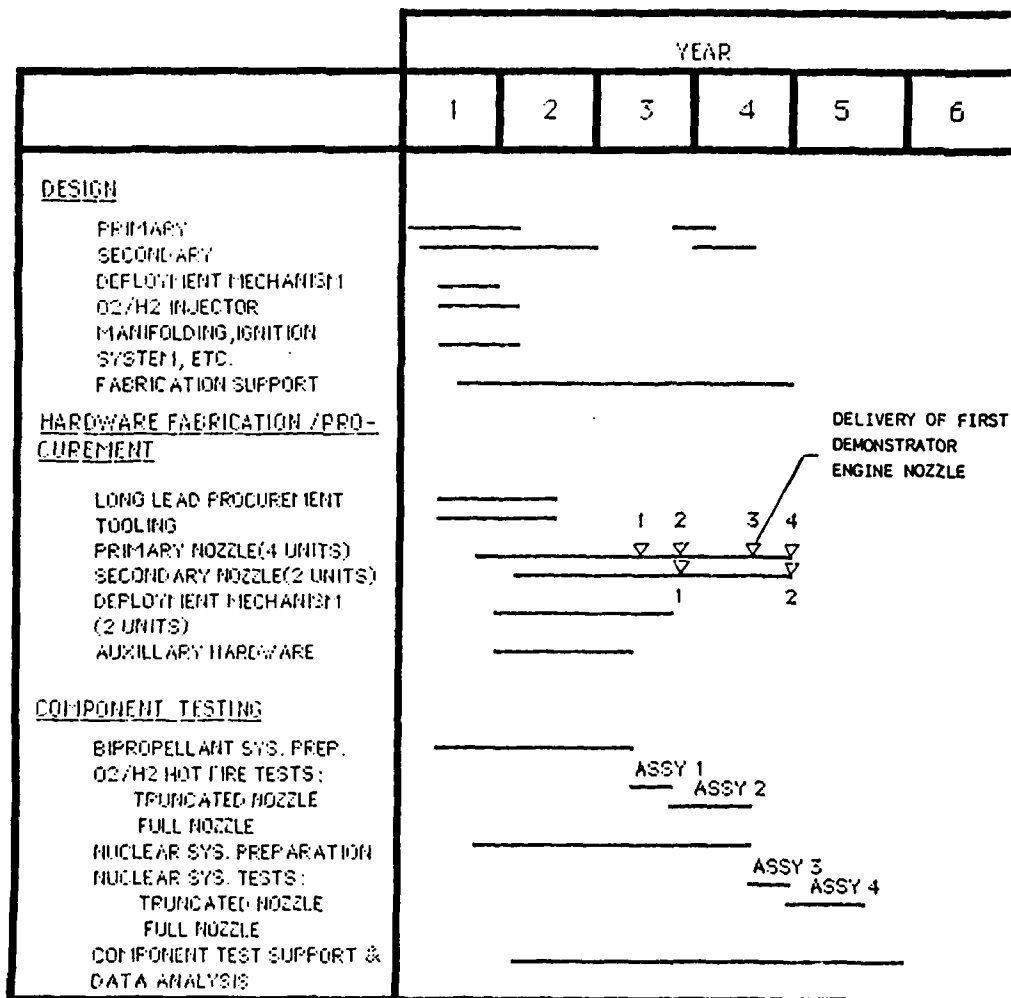 YEAR
1 2 3 4 5 6
DESIGN
PRIMARY
SECONDARY
DEPLOYMENT MECHANISM
O2/H2 INJECTOR
MANIFOLDING,IGNITION
SYSTEM, ETC.
FABRICATION SUPPORT
HARDWARE FABRICATION /PRO-
CUREMENT
DELIVERY OF FIRST
DEMONSTRATOR
ENGINE NOZZLE
LONG LEAD PROCUREMENT
TOOLING
1 2 3 4
PRIMARY NOZZLE(4 UNITS)
SECONDARY NOZZLE(2 UNITS)
1 2
DEPLOYMENT MECHANISM
(2 UNITS)
AUXILLARY HARDWARE
COMPONENT TESTING
BIPROPELLANT SYS. PREP.
O2/H2 HOT FIRE TESTS:
ASSY 1
TRUNCATED NOZZLE
ASSY 2
FULL NOZZLE
NUCLEAR SYS. PREPARATION
NUCLEAR SYS. TESTS:
ASSY 3
TRUNCATED NOZZLE
ASSY 4
FULL NOZZLE
COMPONENT TEST SUPPORT &
DATA ANALYSIS